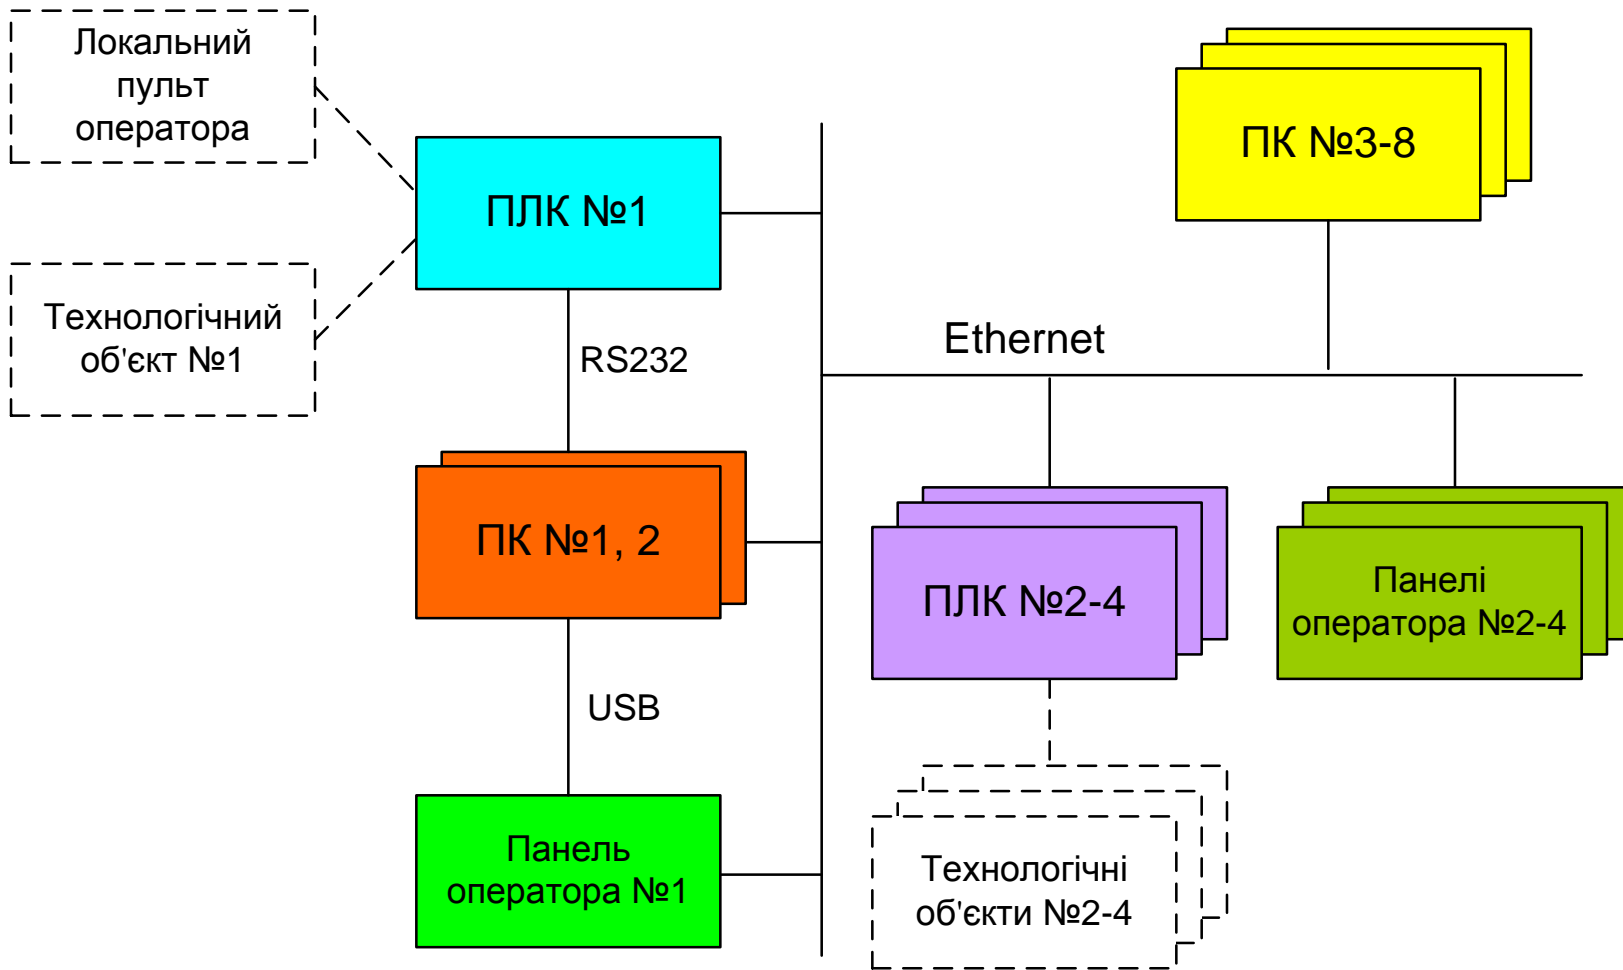 Локальний
пульт
оператора
ПК №3-8
ПЛК №1
Технологічний
об'єкт №1
RS232
Ethernet
ПК №1, 2
ПЛК №2-4
Панелі
оператора №2-4
USB
Панель
оператора №1
Технологічні
об'єкти №2-4